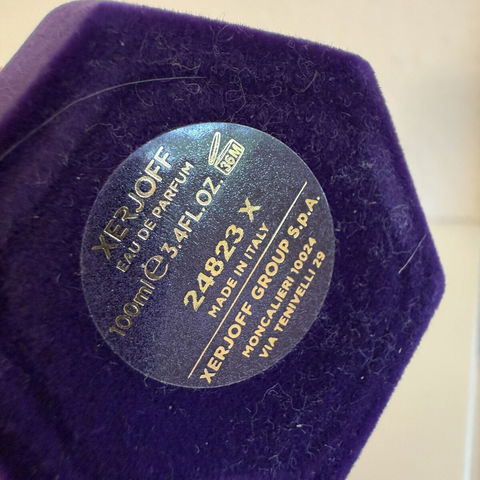 XERJOFF
EAU DE PARFUM
100ml e 3.4FL.OZ.
36M
24823 X
MADE IN ITALY
XERJOFF GROUP S.p.A.
MONCALIERI 10024
VIA TENIVELLI 29